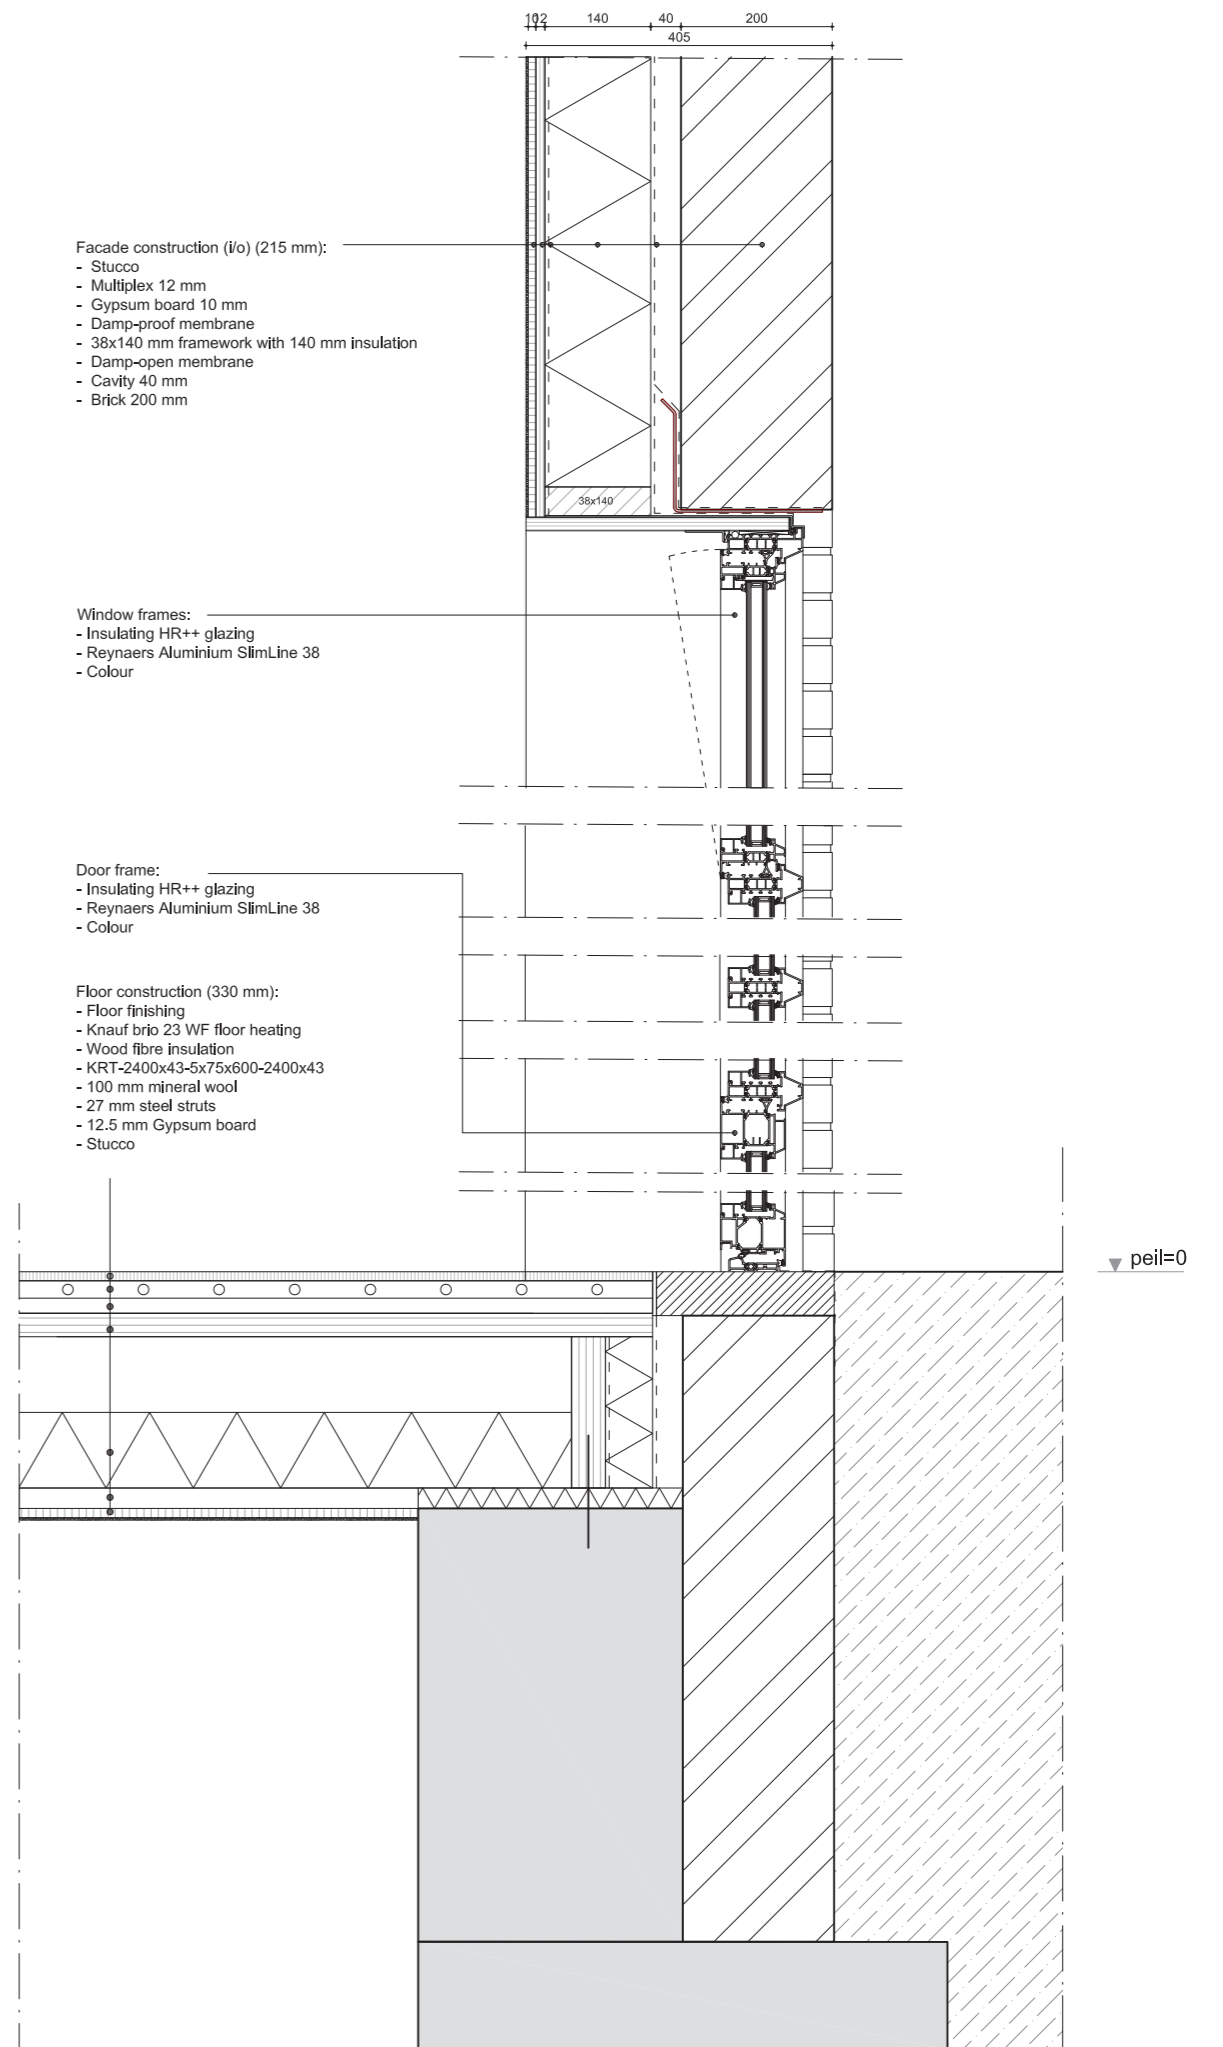 10 12 140 40 200
405
Facade construction (i/o) (215 mm):
- Stucco
- Multiplex 12 mm
- Gypsum board 10 mm
- Damp-proof membrane
- 38x140 mm framework with 140 mm insulation
- Damp-open membrane
- Cavity 40 mm
- Brick 200 mm
38x140
Window frames:
- Insulating HR++ glazing
- Reynaers Aluminium SlimLine 38
- Colour
Door frame:
- Insulating HR++ glazing
- Reynaers Aluminium SlimLine 38
- Colour
Floor construction (330 mm):
- Floor finishing
- Knauf brio 23 WF floor heating
- Wood fibre insulation
- KRT-2400x43-5x75x600-2400x43
- 100 mm mineral wool
- 27 mm steel struts
- 12.5 mm Gypsum board
- Stucco
peil=0